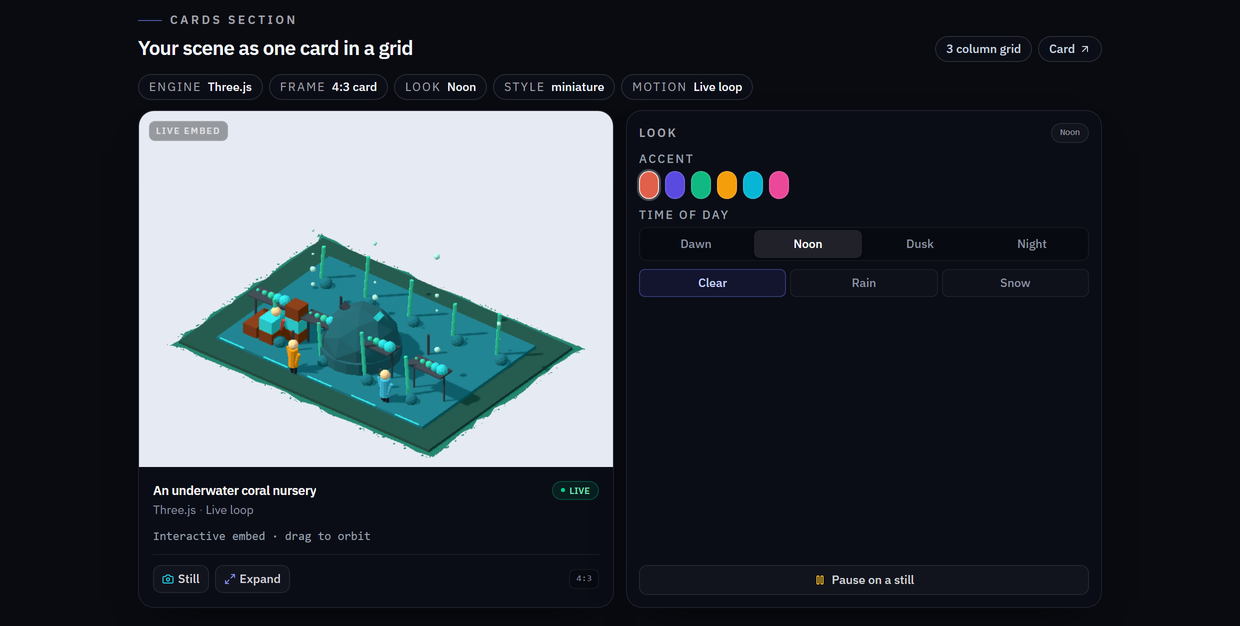 CARDS SECTION
Your scene as one card in a grid
3 column grid
Card ↗
ENGINE Three.js
FRAME 4:3 card
LOOK Noon
STYLE miniature
MOTION Live loop
LIVE EMBED
An underwater coral nursery
LIVE
Three.js · Live loop
Interactive embed · drag to orbit
Still
Expand
4:3
LOOK
Noon
ACCENT
TIME OF DAY
Dawn
Noon
Dusk
Night
Clear
Rain
Snow
Pause on a still